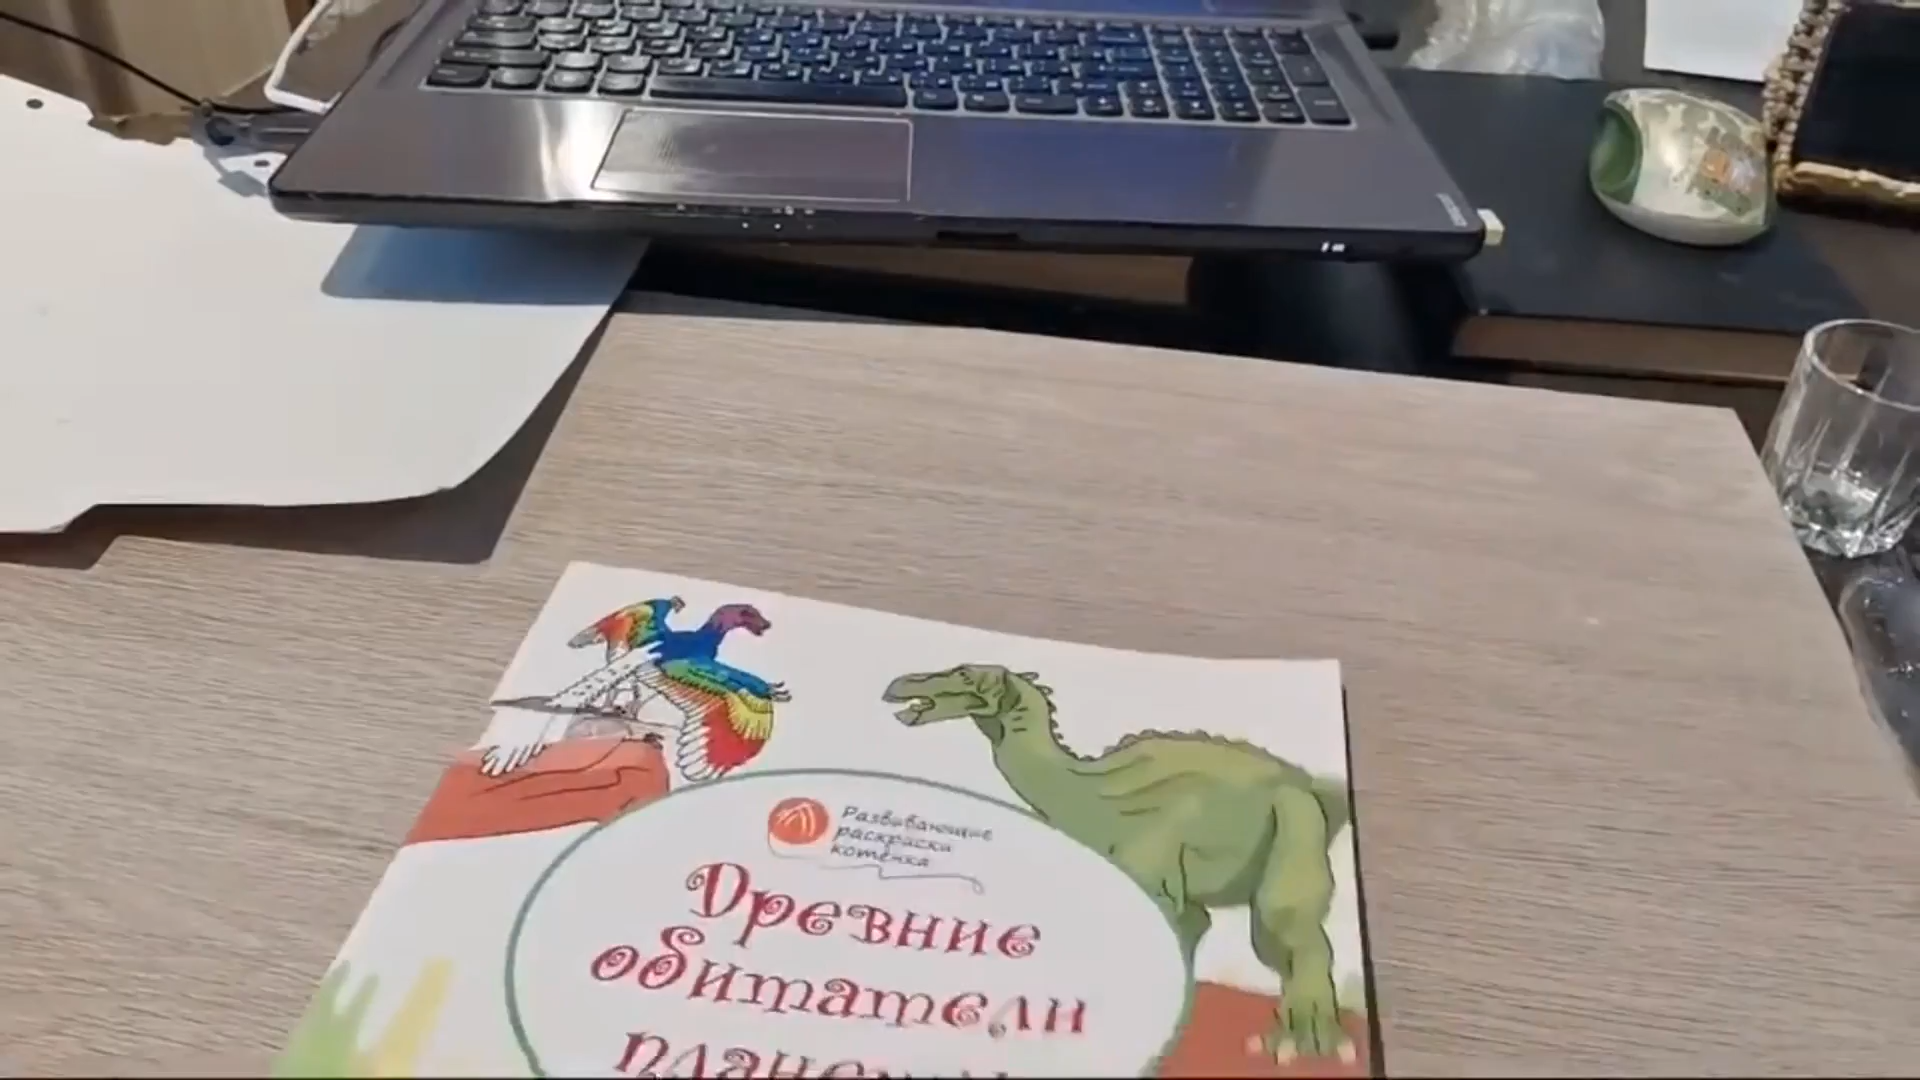 Развивающие
раскраски
котёнка
Древние
обитатели